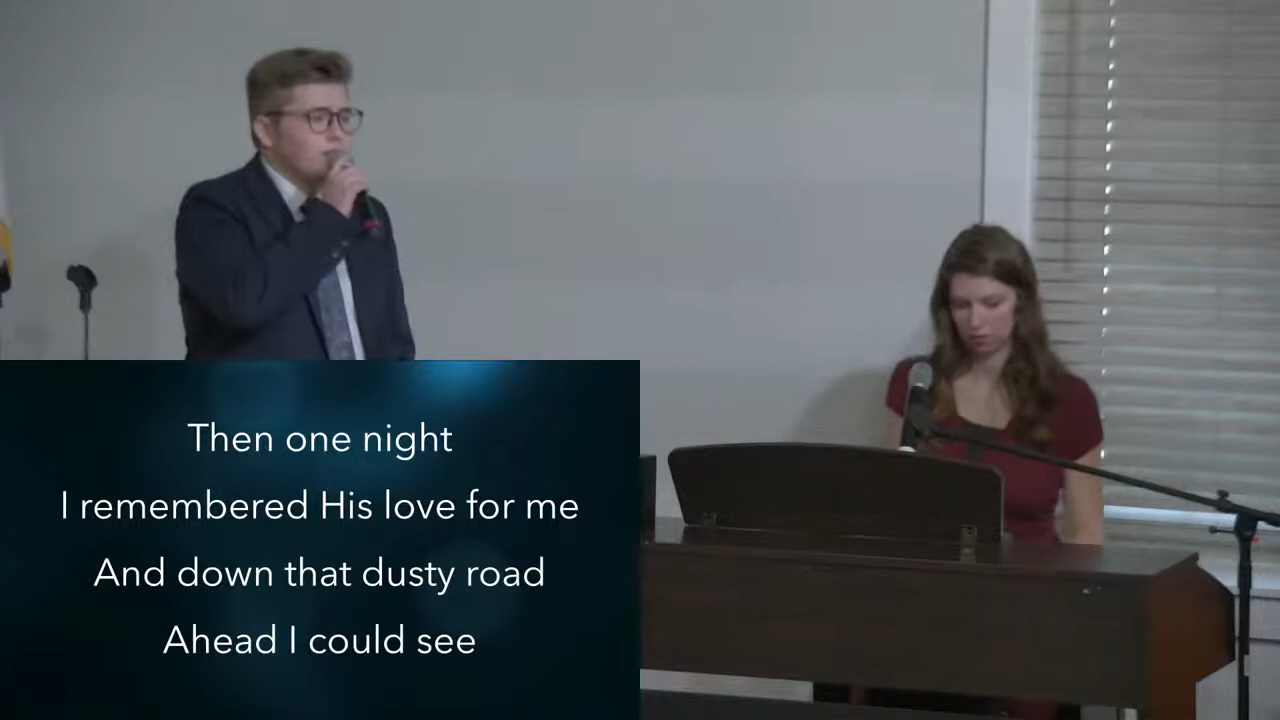 Then one night
I remembered His love for me
And down that dusty road
Ahead I could see